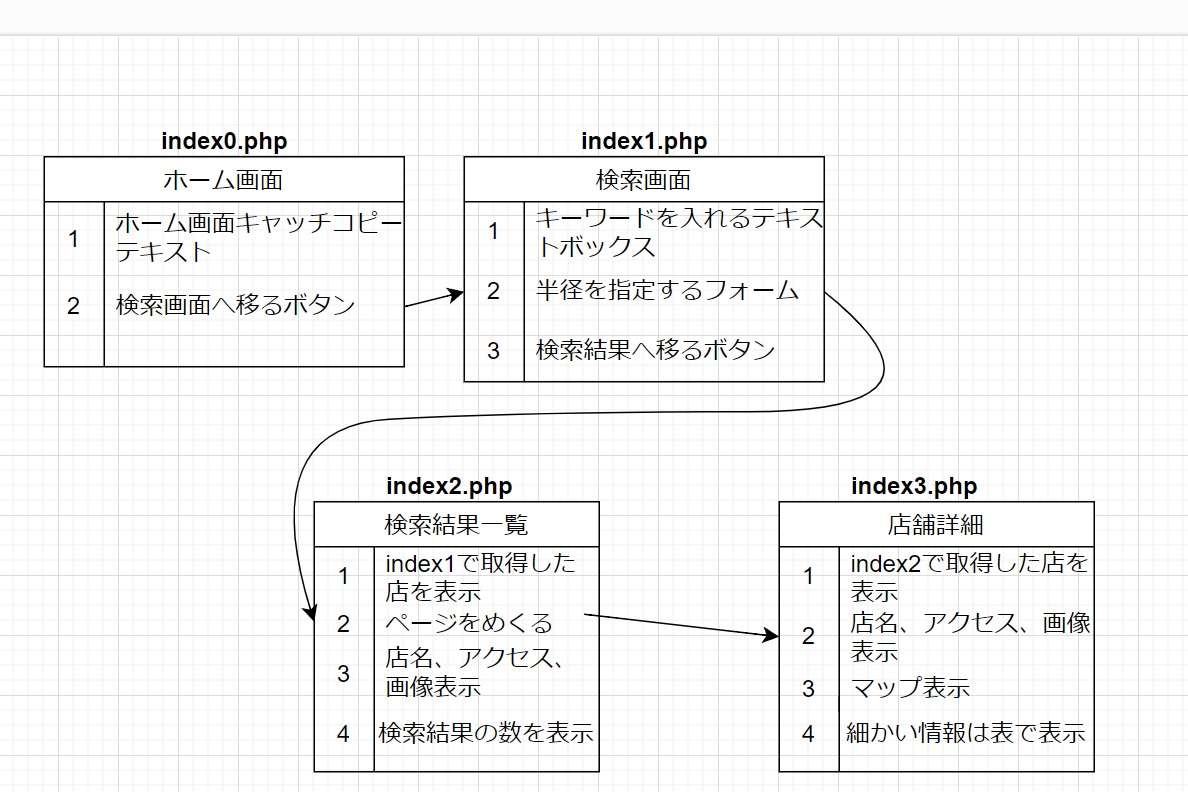 index0.php
ホーム画面
1
ホーム画面キャッチコピー
テキスト
2
検索画面へ移るボタン
index1.php
検索画面
1
キーワードを入れるテキス
トボックス
2
半径を指定するフォーム
3
検索結果へ移るボタン
index2.php
検索結果一覧
1
index1で取得した
店を表示
2
ページをめくる
3
店名、アクセス、
画像表示
4
検索結果の数を表示
index3.php
店舗詳細
1
index2で取得した店を
表示
2
店名、アクセス、画像
表示
3
マップ表示
4
細かい情報は表で表示